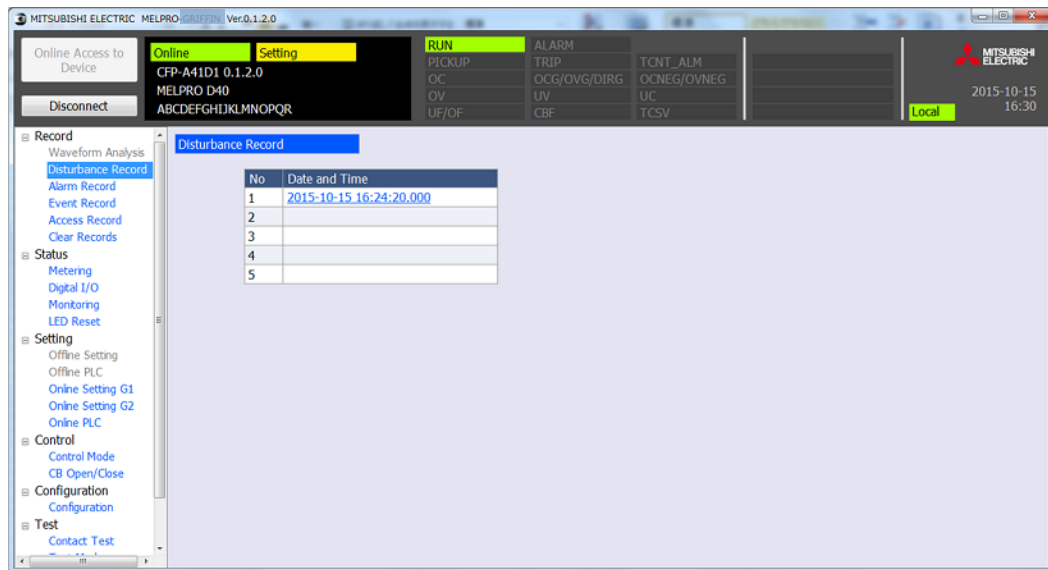 MITSUBISHI ELECTRIC MELPRO-GRIFFIN Ver.0.1.2.0
Online Access to
Device
Disconnect
Online Setting
CFP-A41D1 0.1.2.0
MELPRO D40
ABCDEFGHIJKLMNOPQR
RUN ALARM
PICKUP TRIP TCNT_ALM
OC OCG/OVG/DIRG OCNEG/OVNEG
OV UV UC
UF/OF CBF TCSV
Local
MITSUBISHI
ELECTRIC
2015-10-15
16:30
Record
Waveform Analysis
Disturbance Record
Alarm Record
Event Record
Access Record
Clear Records
Status
Metering
Digital I/O
Monitoring
LED Reset
Setting
Offline Setting
Offline PLC
Online Setting G1
Online Setting G2
Online PLC
Control
Control Mode
CB Open/Close
Configuration
Configuration
Test
Contact Test
Disturbance Record
No Date and Time
1 2015-10-15 16:24:20.000
2
3
4
5